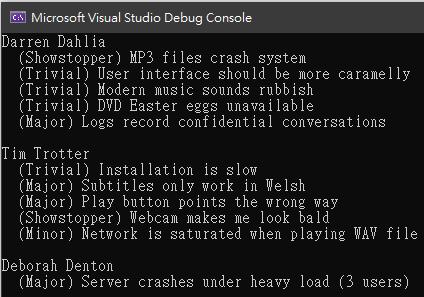 Microsoft Visual Studio Debug Console
Darren Dahlia
(Showstopper) MP3 files crash system
(Trivial) User interface should be more caramelly
(Trivial) Modern music sounds rubbish
(Trivial) DVD Easter eggs unavailable
(Major) Logs record confidential conversations
Tim Trotter
(Trivial) Installation is slow
(Major) Subtitles only work in Welsh
(Major) Play button points the wrong way
(Showstopper) Webcam makes me look bald
(Minor) Network is saturated when playing WAV file
Deborah Denton
(Major) Server crashes under heavy load (3 users)